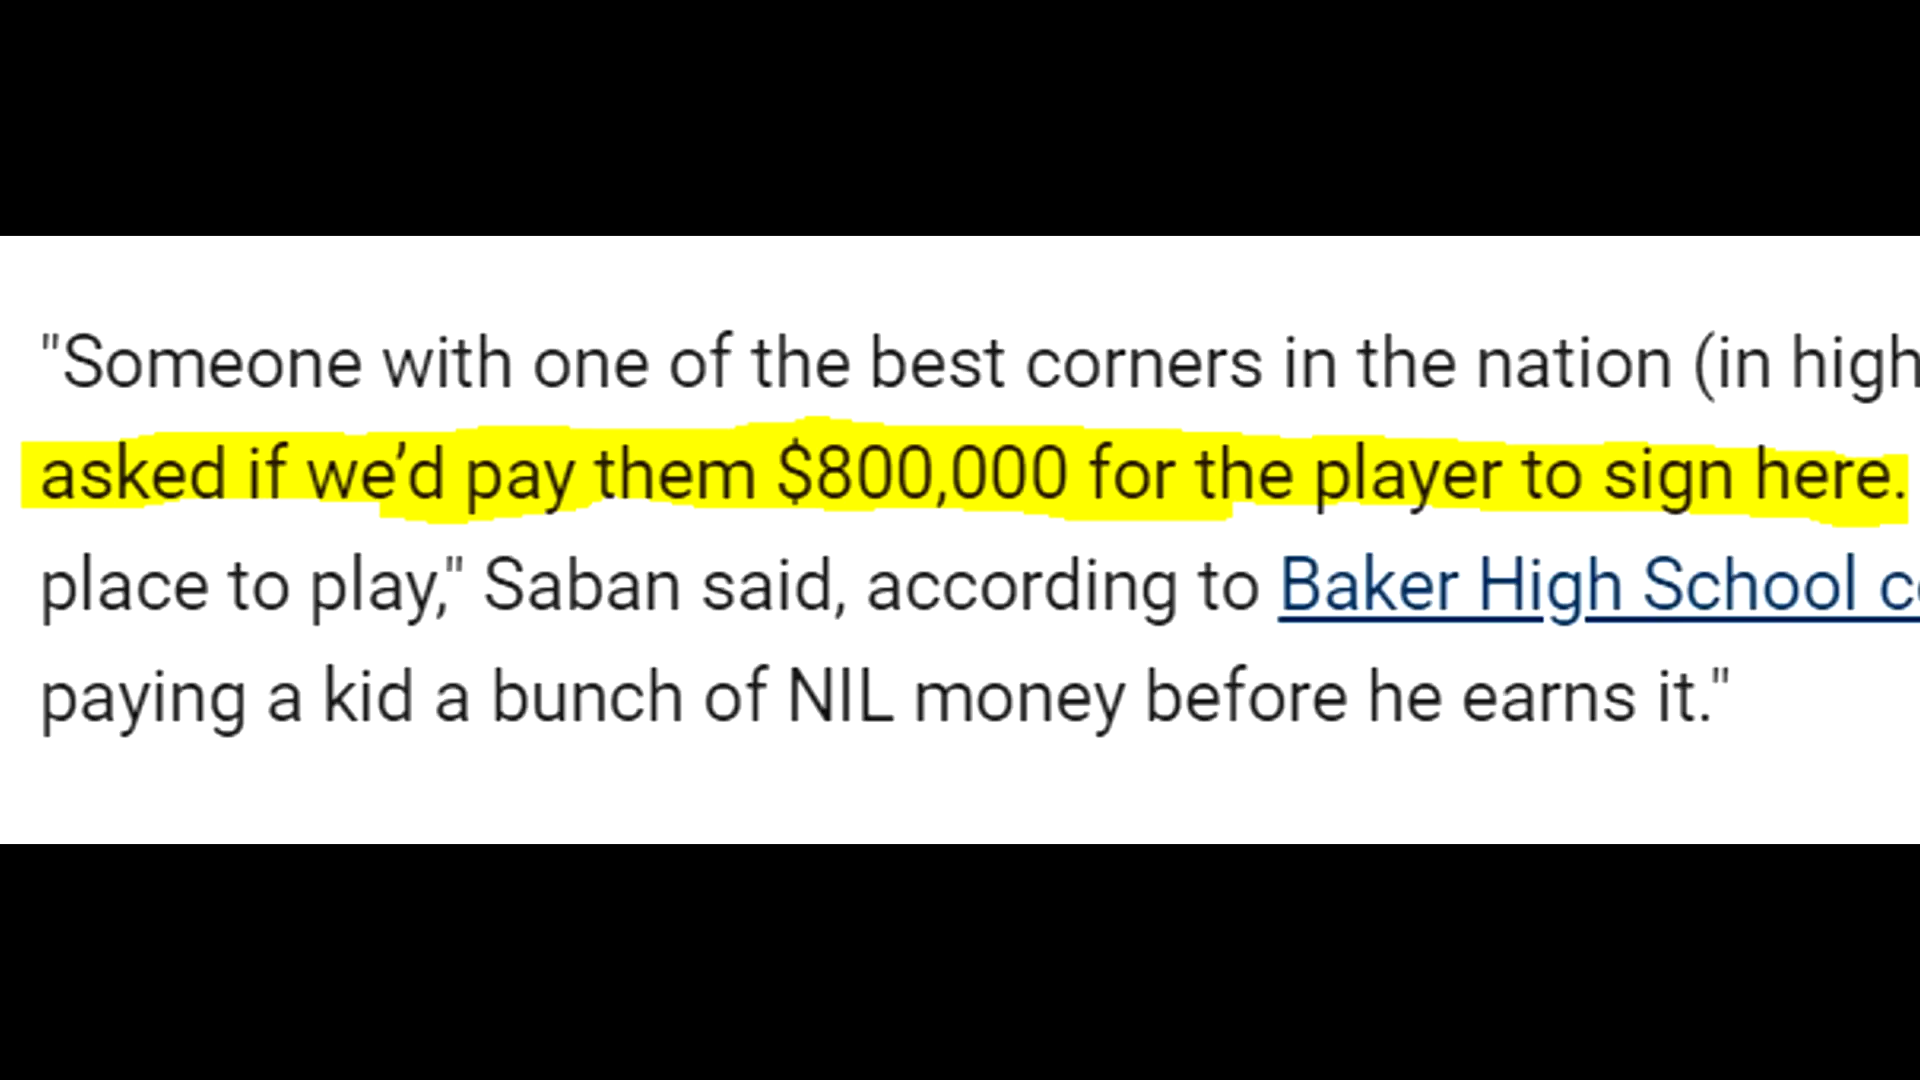 "Someone with one of the best corners in the nation (in high
asked if we’d pay them $800,000 for the player to sign here.
place to play," Saban said, according to Baker High School c
paying a kid a bunch of NIL money before he earns it."